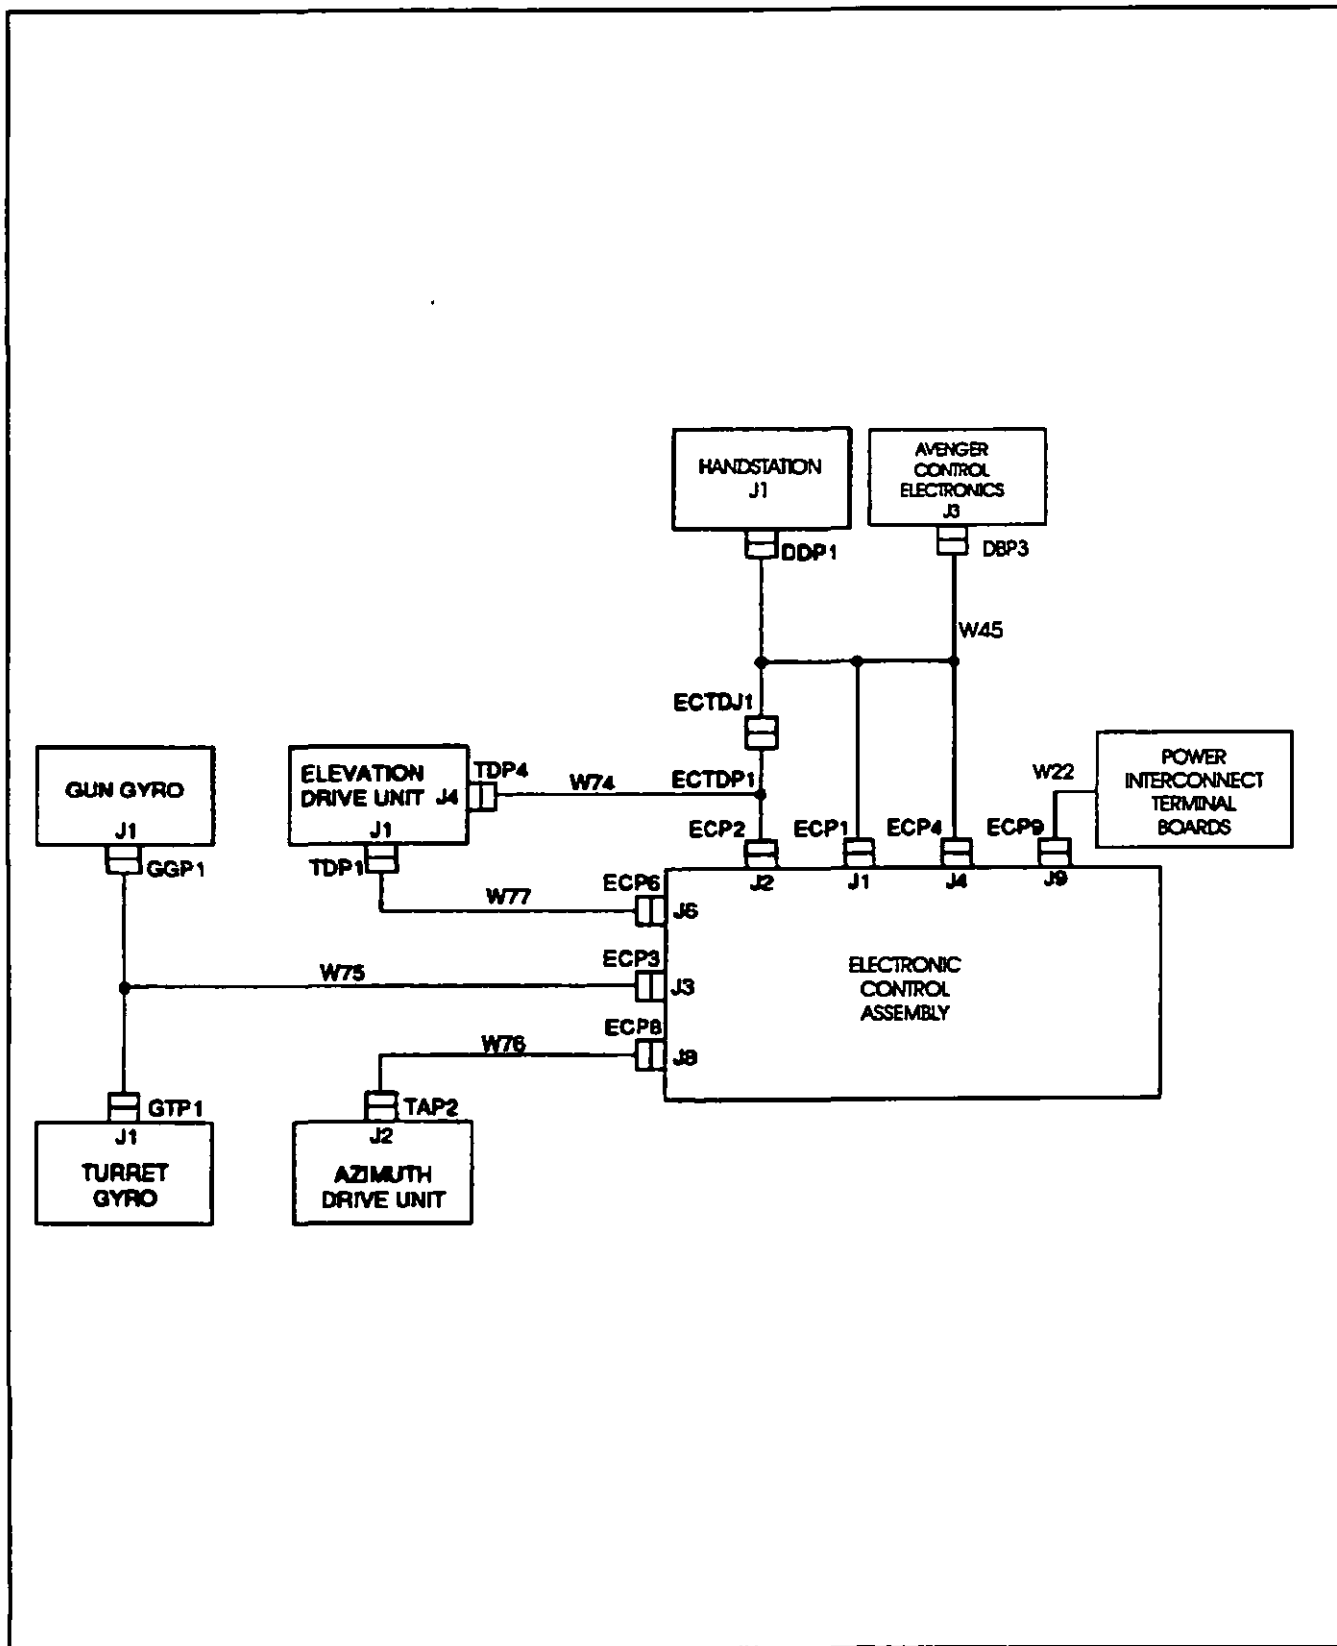 HANDSTATION
J1
AVENGER
CONTROL
ELECTRONICS
J3
DDP1
DBP3
W45
ECTDJ1
GUN GYRO
J1
GGP1
ELEVATION
DRIVE UNIT
J4
J1
TDP4
W74
ECTDP1
W22
POWER
INTERCONNECT
TERMINAL
BOARDS
TDP1
ECP2
ECP1
ECP4
ECP9
J2
J1
J4
J9
W77
ECP6
J6
W75
ECP3
J3
ELECTRONIC
CONTROL
ASSEMBLY
W76
ECP8
J8
GTP1
J1
TURRET
GYRO
TAP2
J2
AZIMUTH
DRIVE UNIT